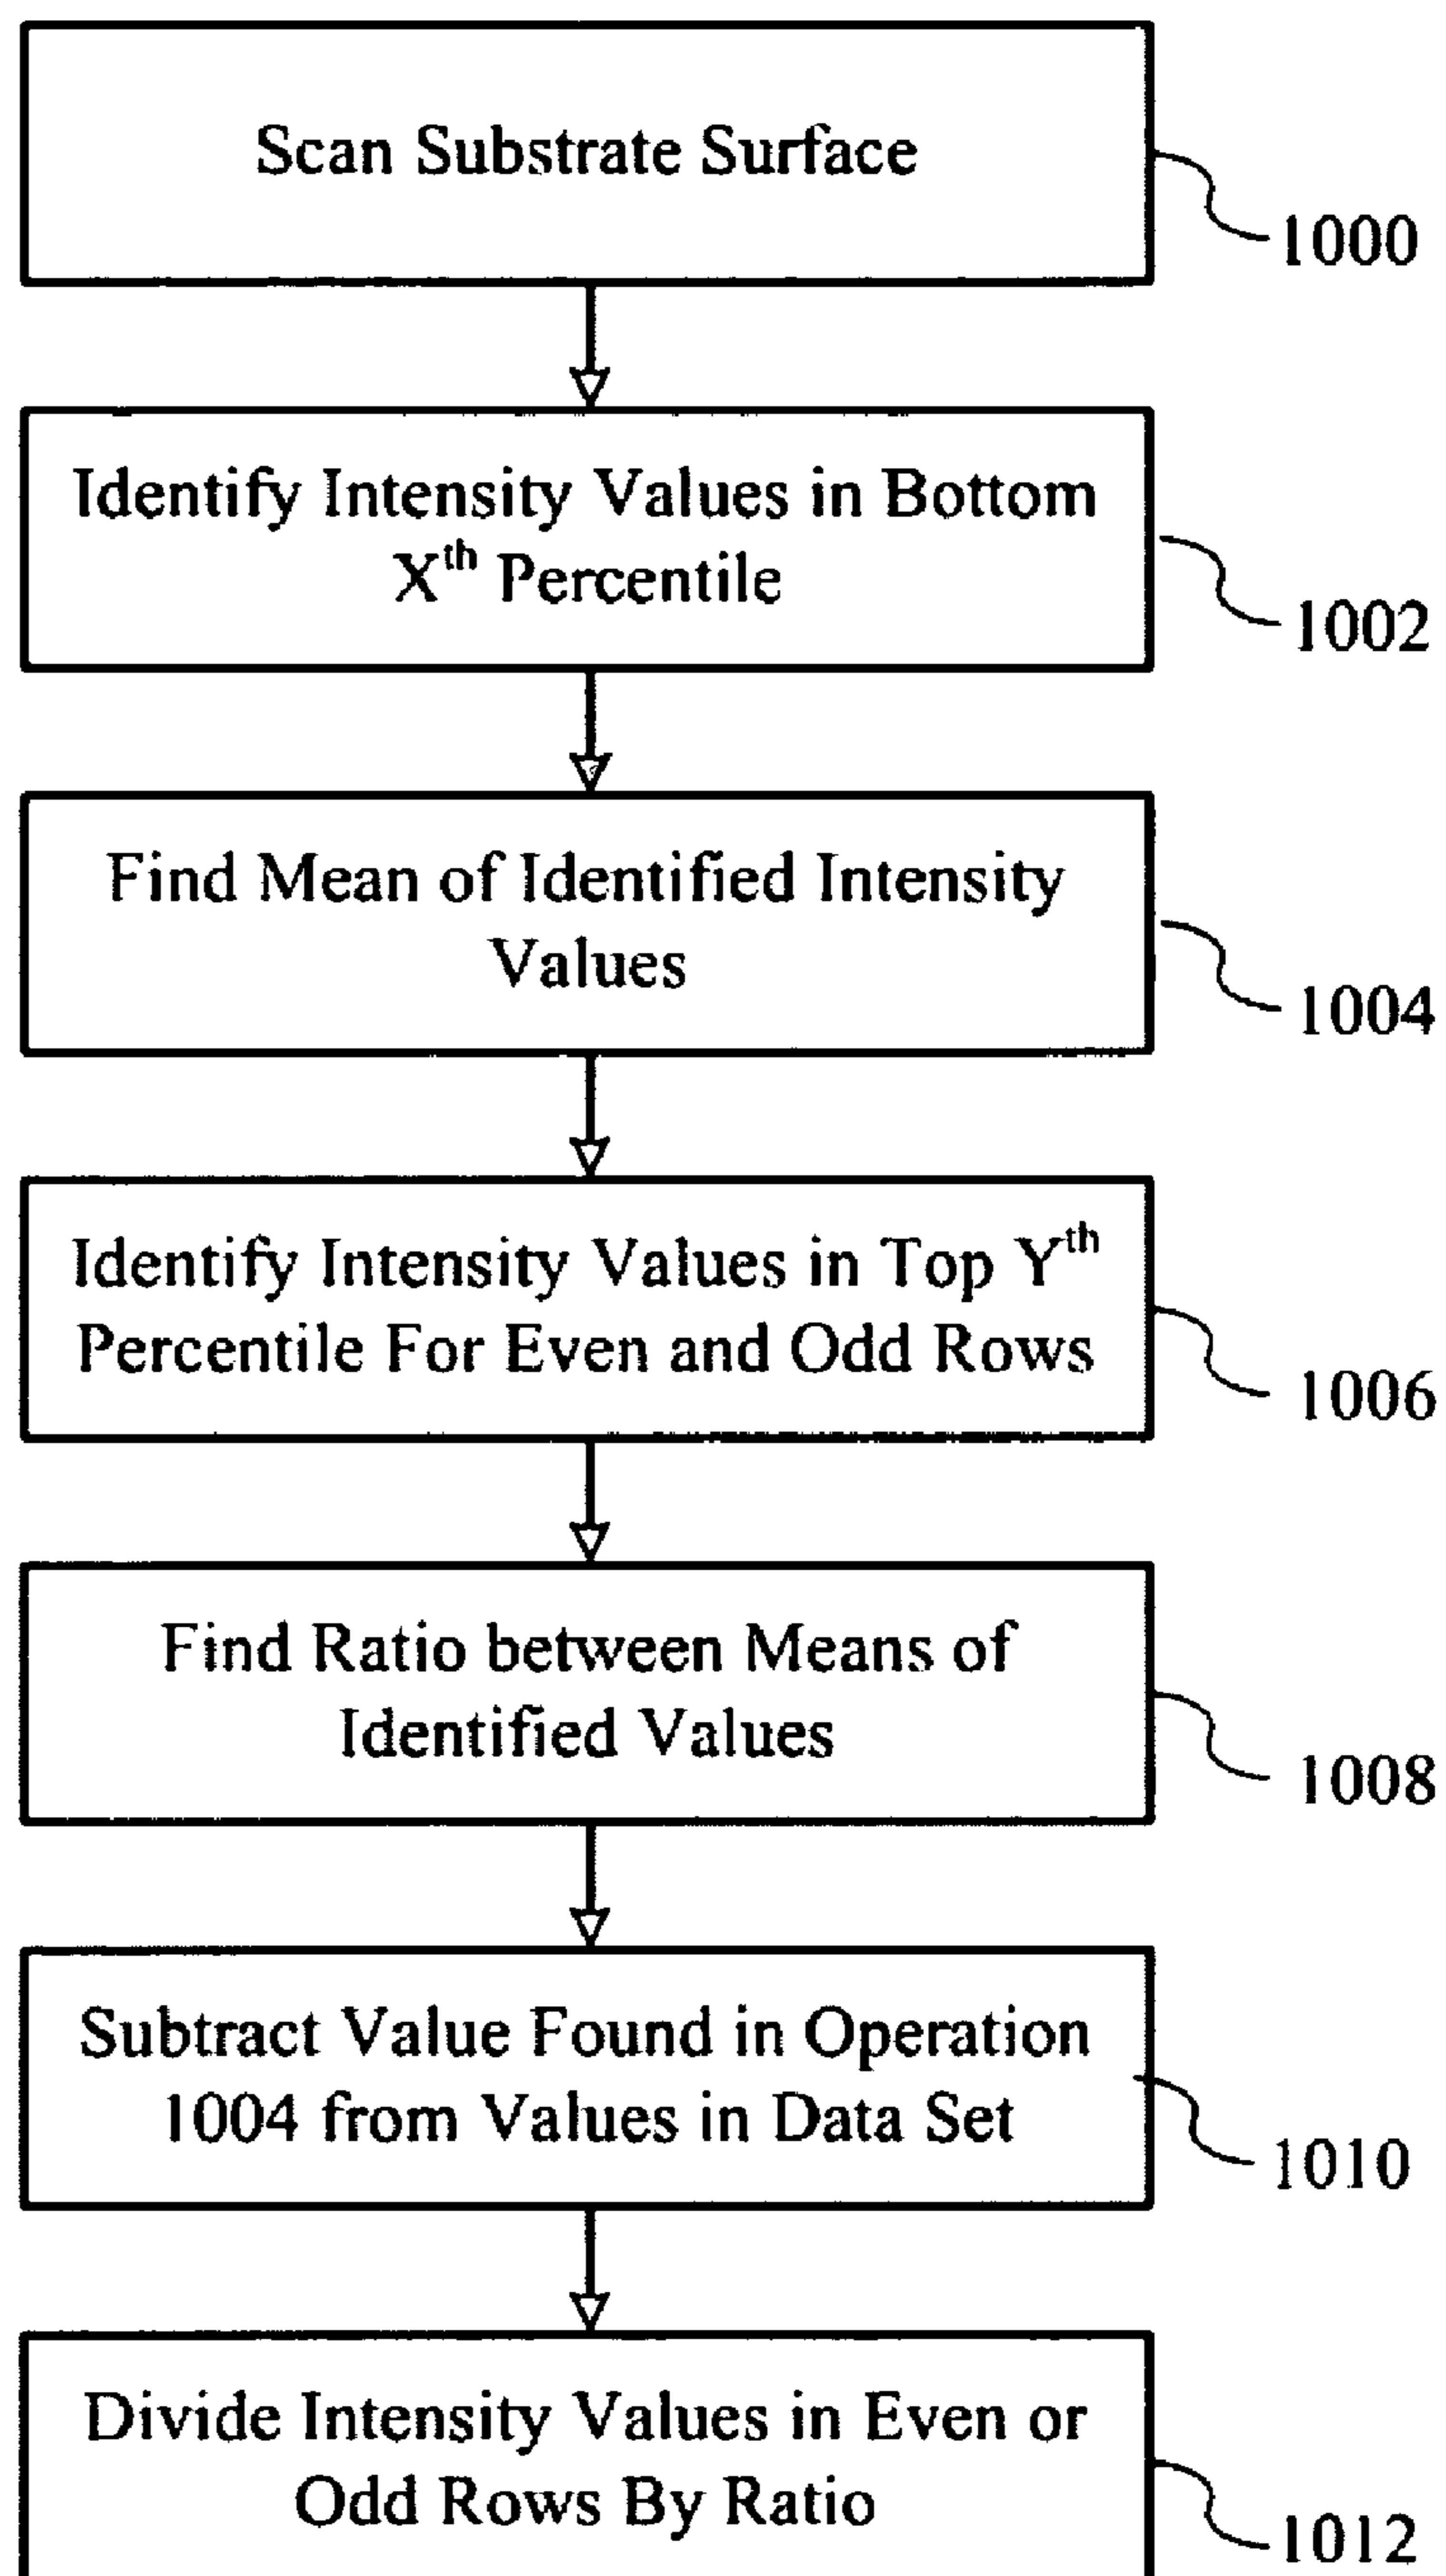 Scan Substrate Surface
1000
Identify Intensity Values in Bottom
Xth Percentile
1002
Find Mean of Identified Intensity
Values
1004
Identify Intensity Values in Top Yth
Percentile For Even and Odd Rows
1006
Find Ratio between Means of
Identified Values
1008
Subtract Value Found in Operation
1004 from Values in Data Set
1010
Divide Intensity Values in Even or
Odd Rows By Ratio
1012